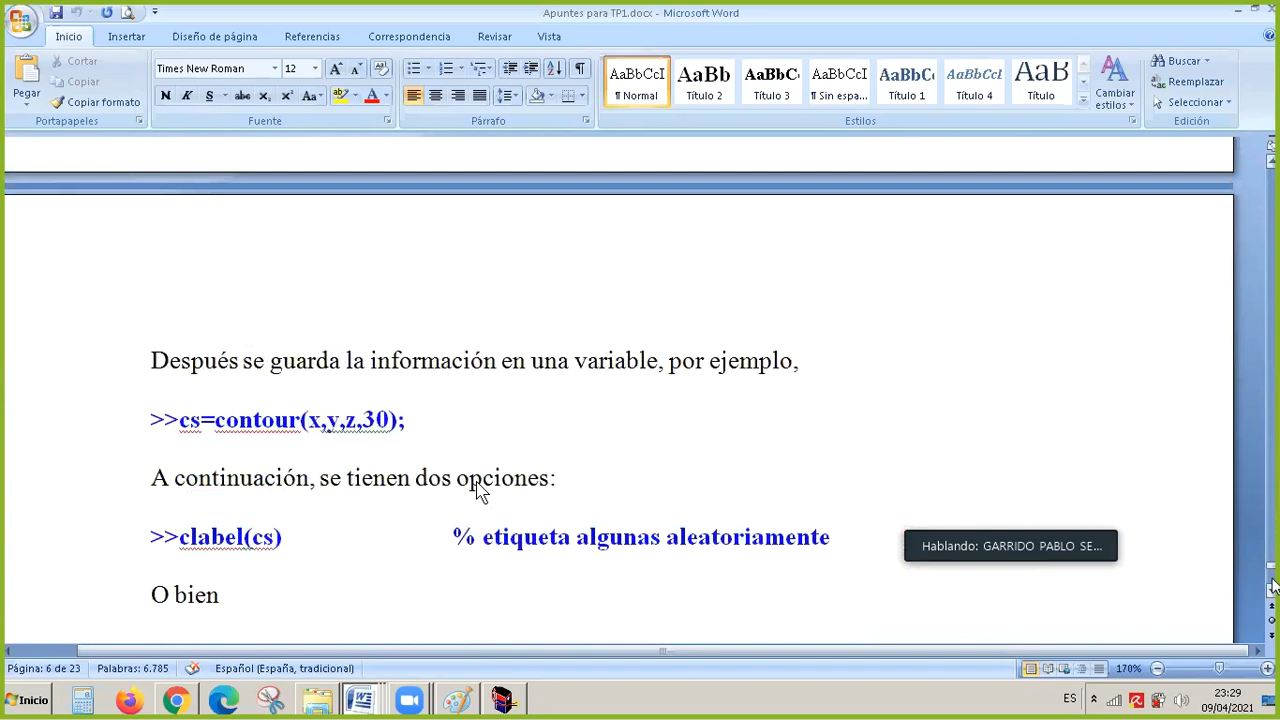 Apuntes para TP1.docx - Microsoft Word
Inicio Insertar Diseño de página Referencias Correspondencia Revisar Vista
Pegar
Cortar
Copiar
Copiar formato
Portapapeles
Times New Roman 12
N K S abc x₂ x² Aa
Fuente
Párrafo
AaBbCcI AaBb AaBbC AaBbCcI AaBbC AaBbCcI AaB
¶ Normal Título 2 Título 3 ¶ Sin espa... Título 1 Título 4 Título
Cambiar estilos
Estilos
Buscar
Reemplazar
Seleccionar
Edición
Después se guarda la información en una variable, por ejemplo,
>>cs=contour(x,y,z,30);
A continuación, se tienen dos opciones:
>>clabel(cs) % etiqueta algunas aleatoriamente
Hablando: GARRIDO PABLO SE...
O bien
Página: 6 de 23 Palabras: 6.785 Español (España, tradicional) 170%
Inicio ES 23:29
09/04/2021